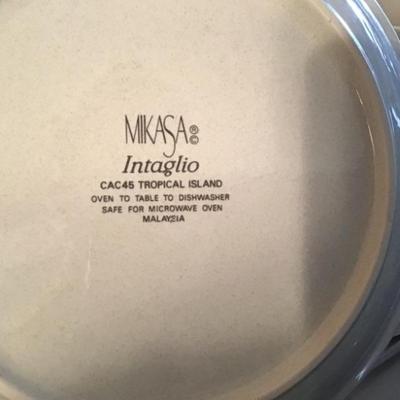 MIKASA®©
Intaglio
CAC45 TROPICAL ISLAND
OVEN TO TABLE TO DISHWASHER
SAFE FOR MICROWAVE OVEN
MALAYSIA